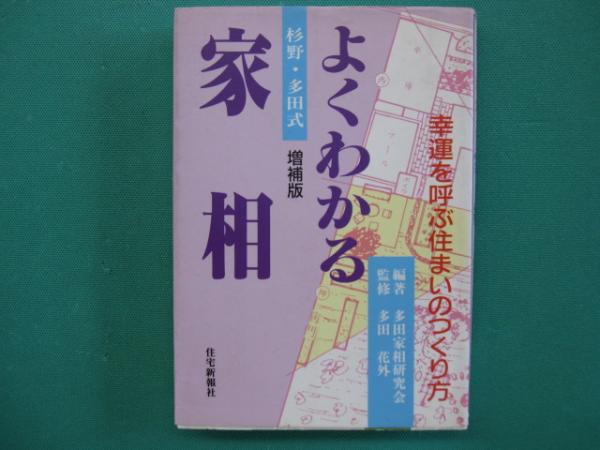 幸運を呼ぶ住まいのつくり方
よくわかる
杉野・多田式
家相
増補版
編著 多田家相研究会
監修 多田花外
住宅新報社